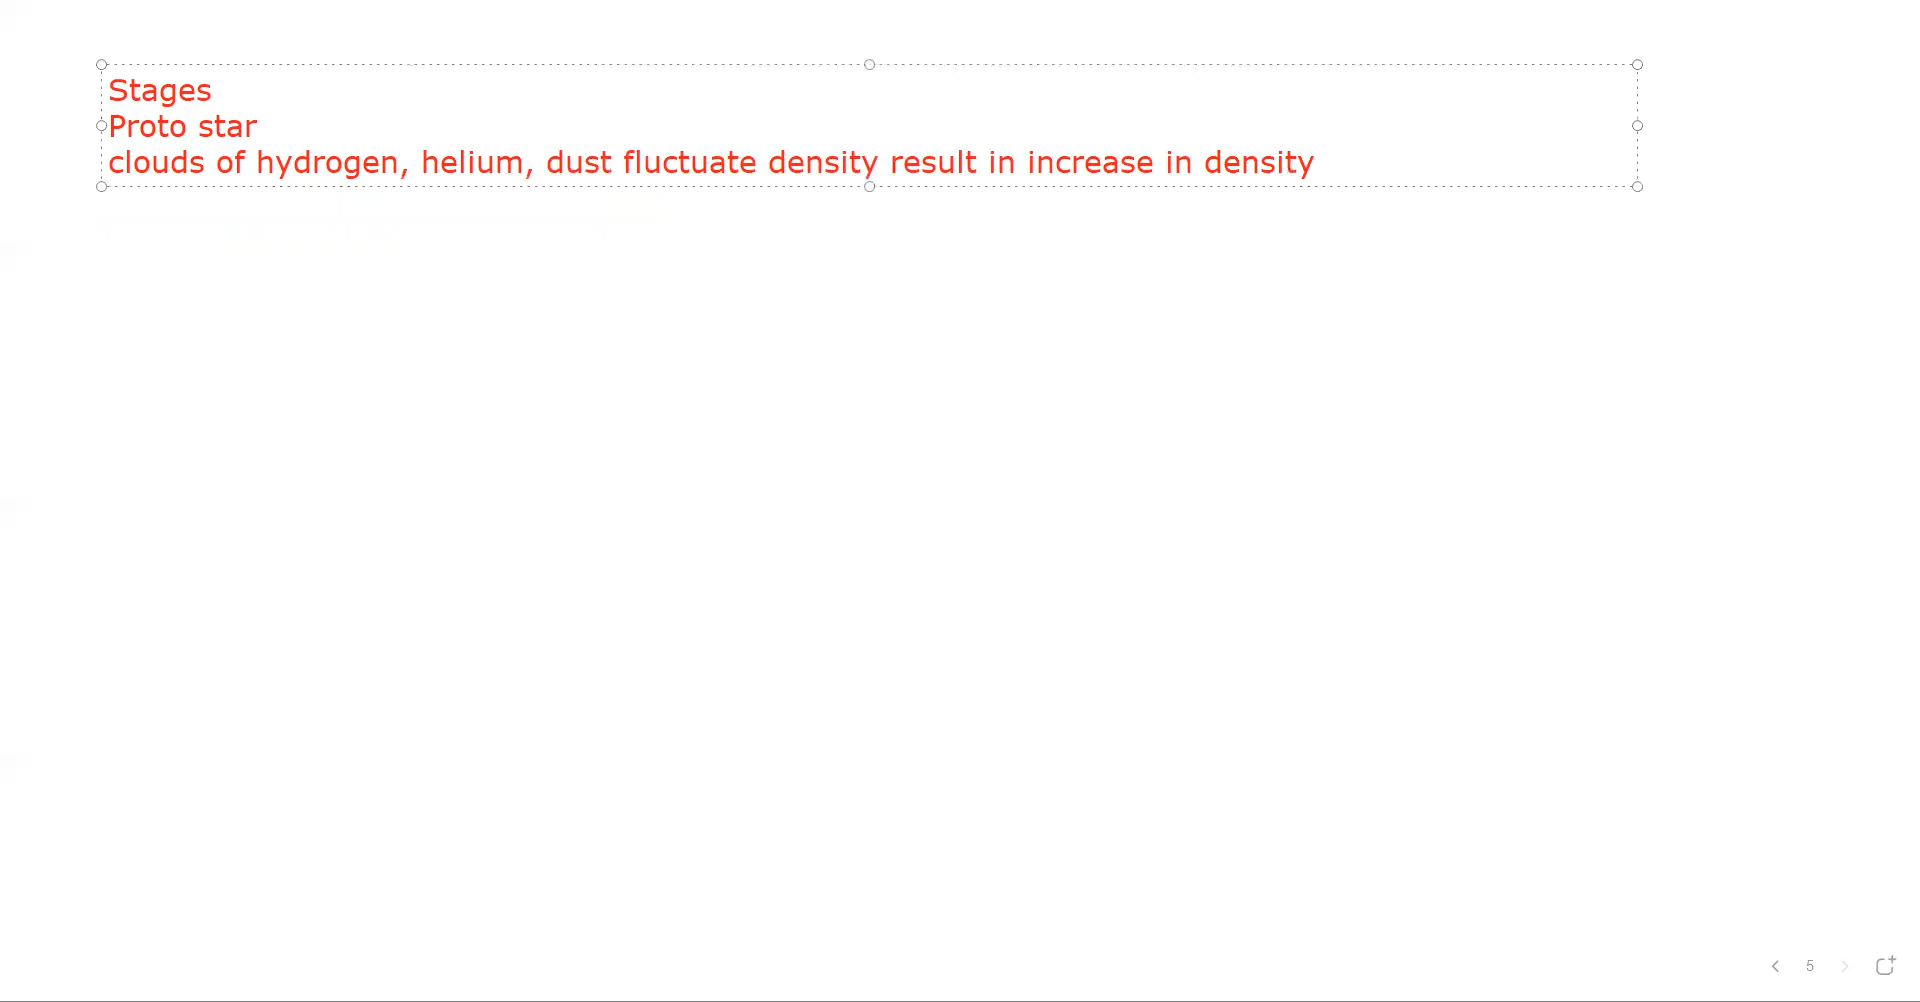 Stages
Proto star
clouds of hydrogen, helium, dust fluctuate density result in increase in density
5